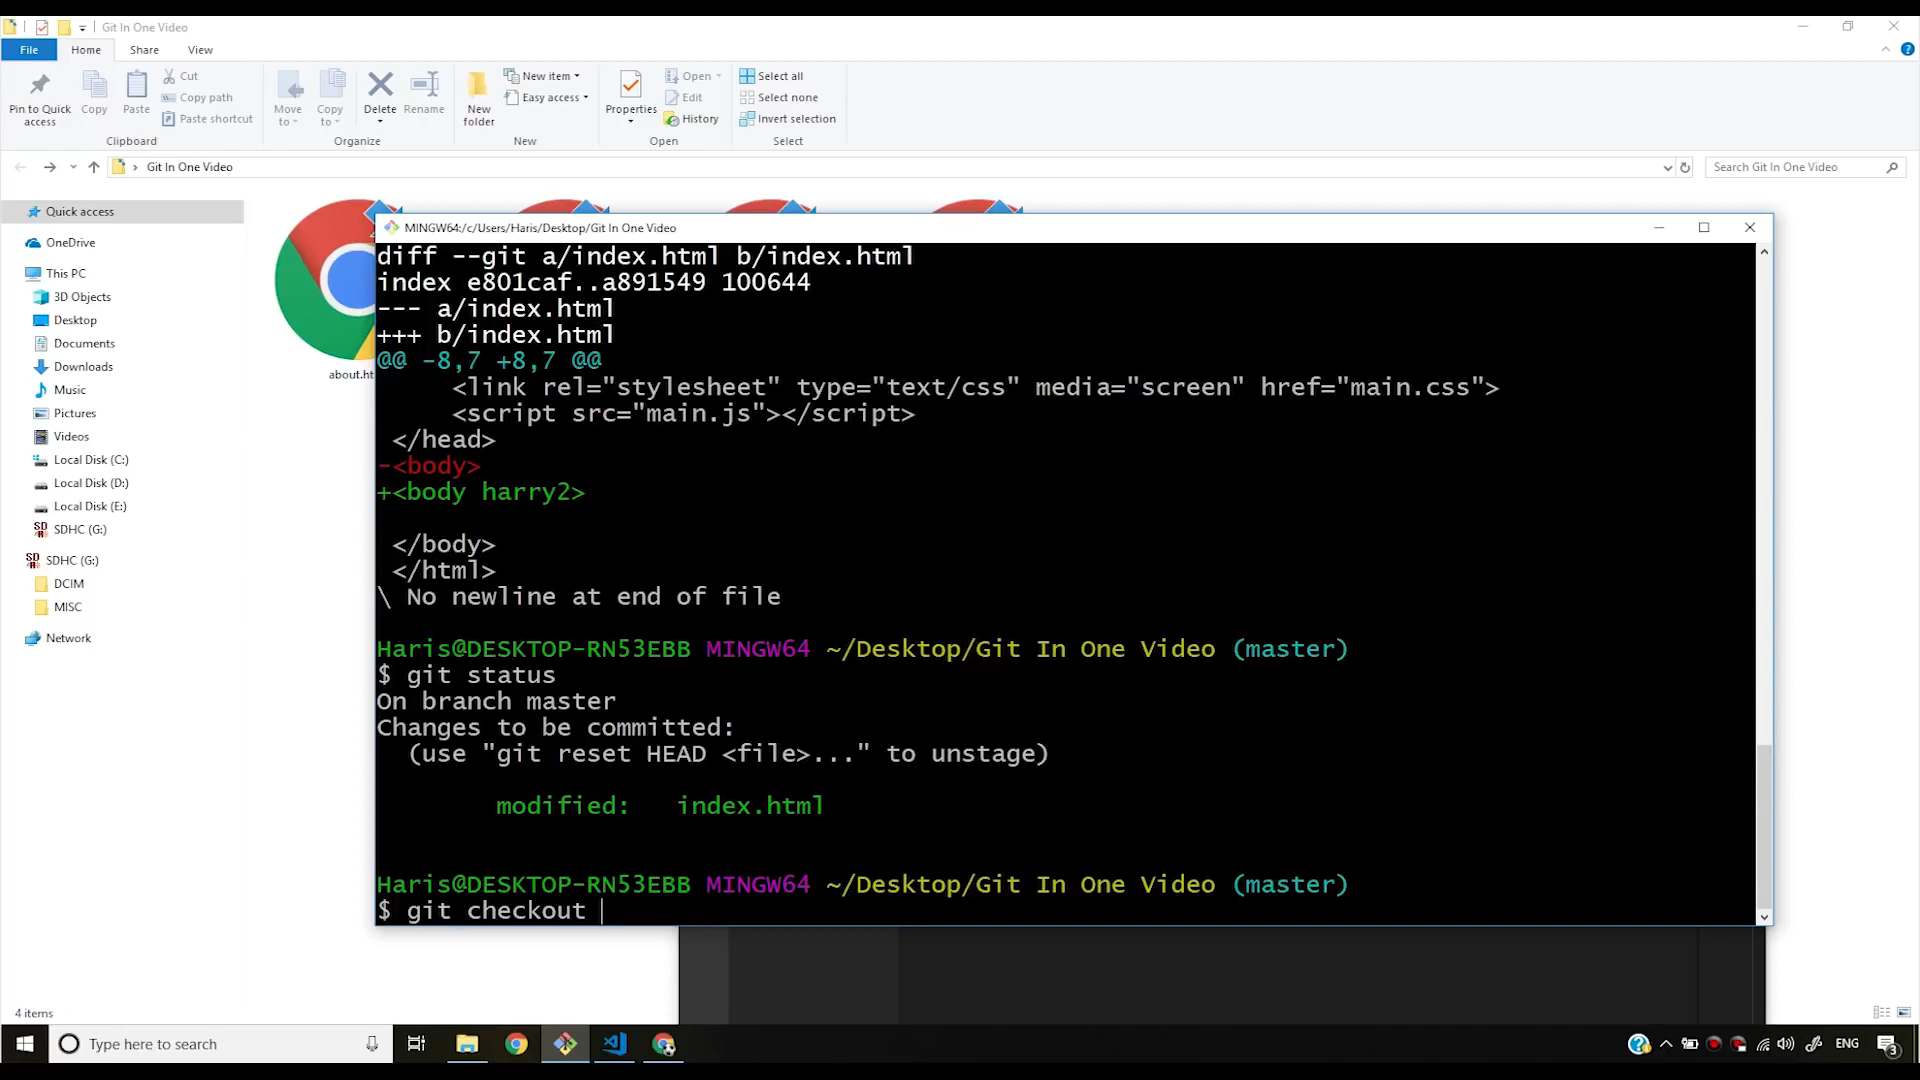 Git In One Video
File
Home
Share
View
Pin to Quick access
Copy
Paste
Cut
Copy path
Paste shortcut
Clipboard
Move to
Copy to
Delete
Rename
Organize
New folder
New item
Easy access
New
Properties
Open
Edit
History
Open
Select all
Select none
Invert selection
Select
Git In One Video
Search Git In One Video
Quick access
OneDrive
This PC
3D Objects
Desktop
Documents
Downloads
Music
Pictures
Videos
Local Disk (C:)
Local Disk (D:)
Local Disk (E:)
SDHC (G:)
SDHC (G:)
DCIM
MISC
Network
about.ht
MINGW64:/c/Users/Haris/Desktop/Git In One Video
diff --git a/index.html b/index.html
index e801caf..a891549 100644
--- a/index.html
+++ b/index.html
@@ -8,7 +8,7 @@
<link rel="stylesheet" type="text/css" media="screen" href="main.css">
<script src="main.js"></script>
</head>
-<body>
+<body harry2>
</body>
</html>
\ No newline at end of file
Haris@DESKTOP-RN53EBB MINGW64 ~/Desktop/Git In One Video (master)
$ git status
On branch master
Changes to be committed:
(use "git reset HEAD <file>..." to unstage)
modified: index.html
Haris@DESKTOP-RN53EBB MINGW64 ~/Desktop/Git In One Video (master)
$ git checkout
4 items
Type here to search
ENG
3